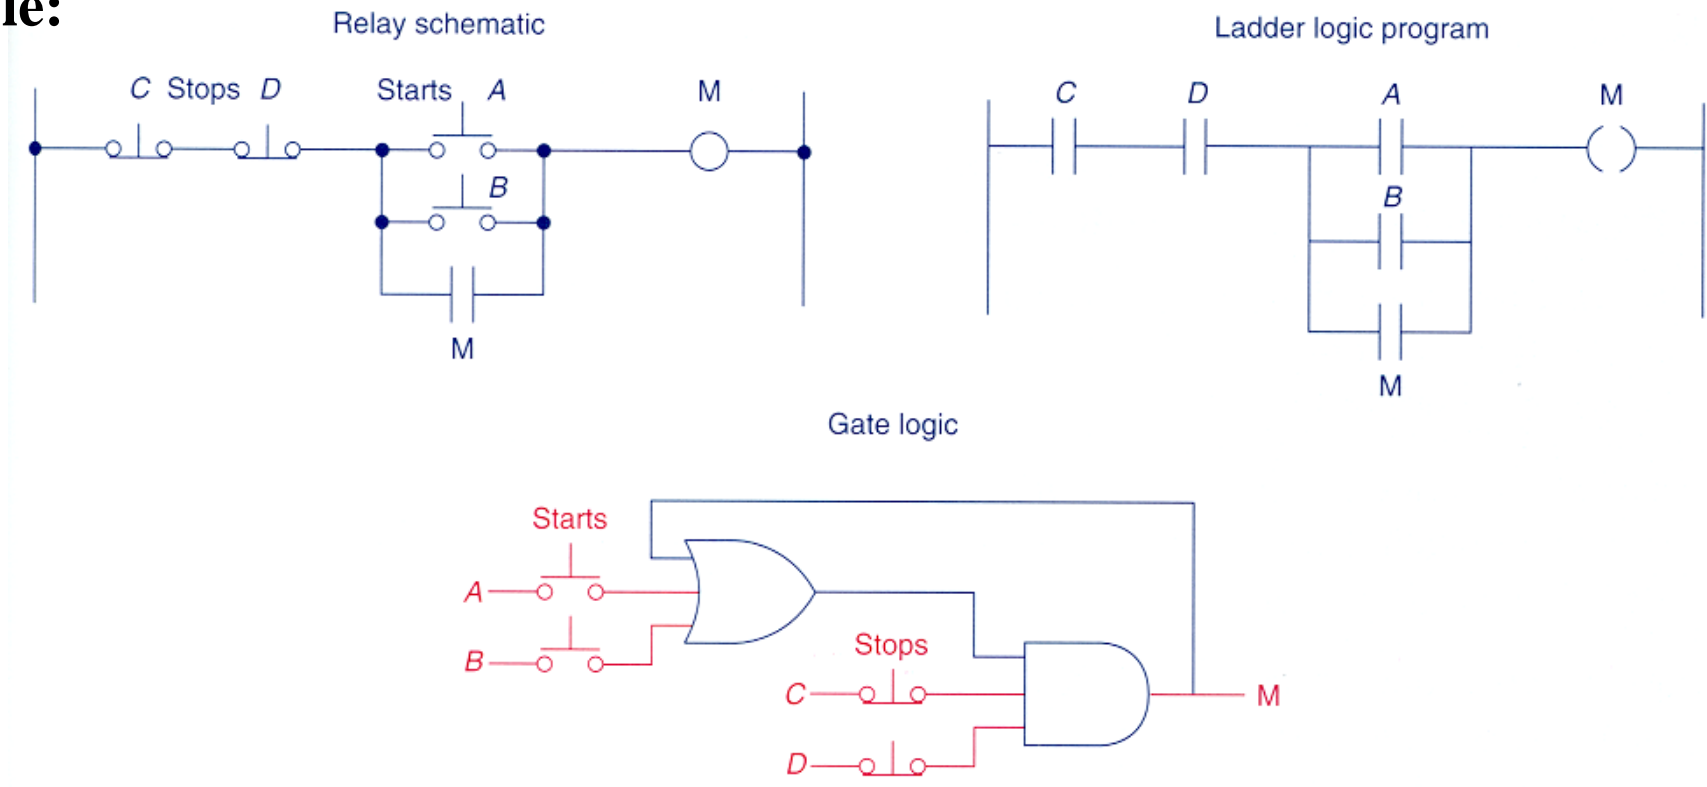 le:
Relay schematic
Ladder logic program
C Stops D Starts A M
B
M
C D A M
B
M
Gate logic
Starts
A
B
Stops
C
M
D